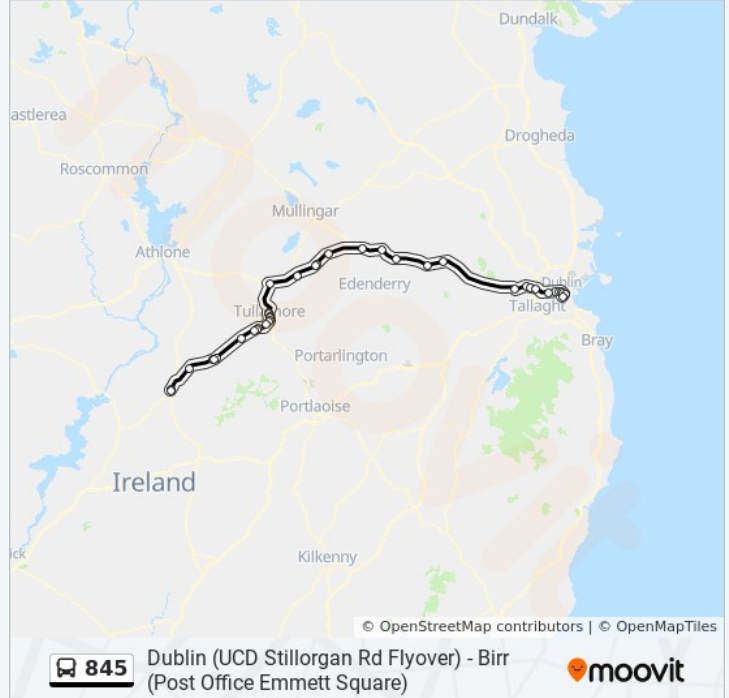 Dundalk
astlerea
Drogheda
Roscommon
Mullingar
Athlone
Edenderry
Dublin
Tullamore
Tallaght
Bray
Portarlington
Portlaoise
Ireland
ick
Kilkenny
© OpenStreetMap contributors | © OpenMapTiles
845
Dublin (UCD Stillorgan Rd Flyover) - Birr
(Post Office Emmett Square)
moovit